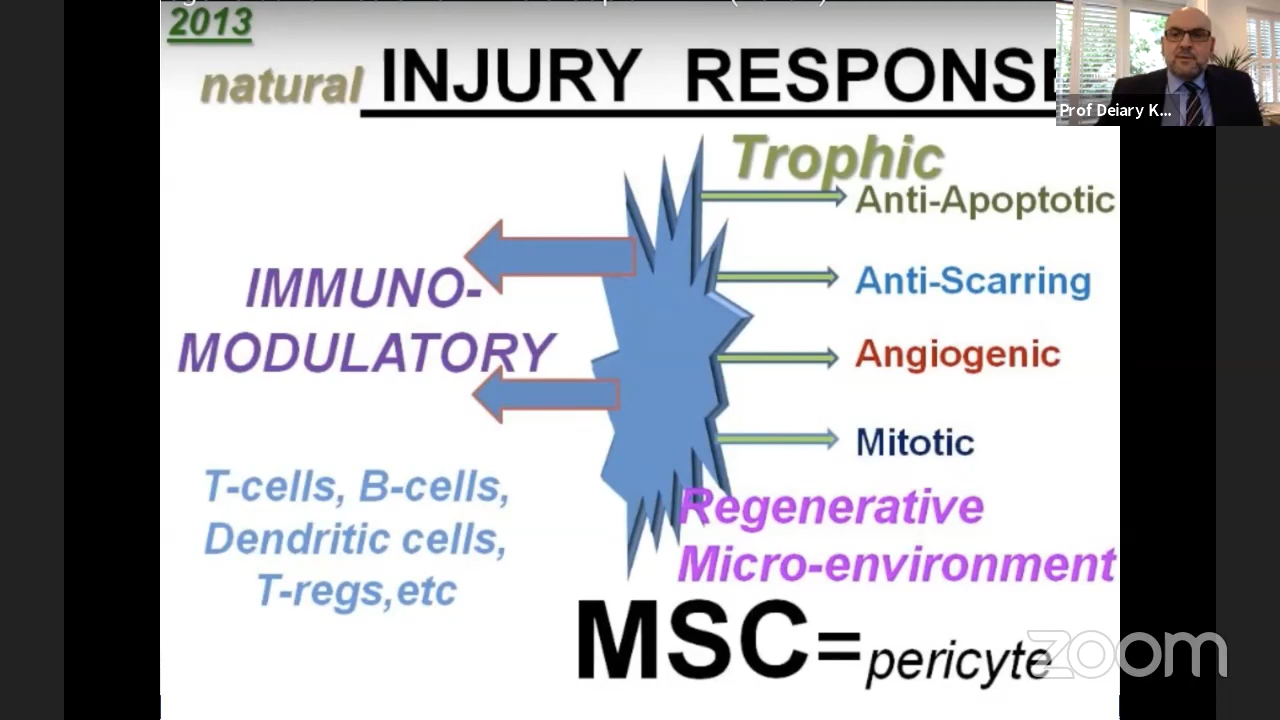 2013
natural INJURY RESPONSE
Prof Deiary K...
Trophic
Anti-Apoptotic
IMMUNO-
MODULATORY
Anti-Scarring
Angiogenic
Mitotic
T-cells, B-cells,
Dendritic cells,
T-regs,etc
Regenerative
Micro-environment
MSC=pericyte
zoom